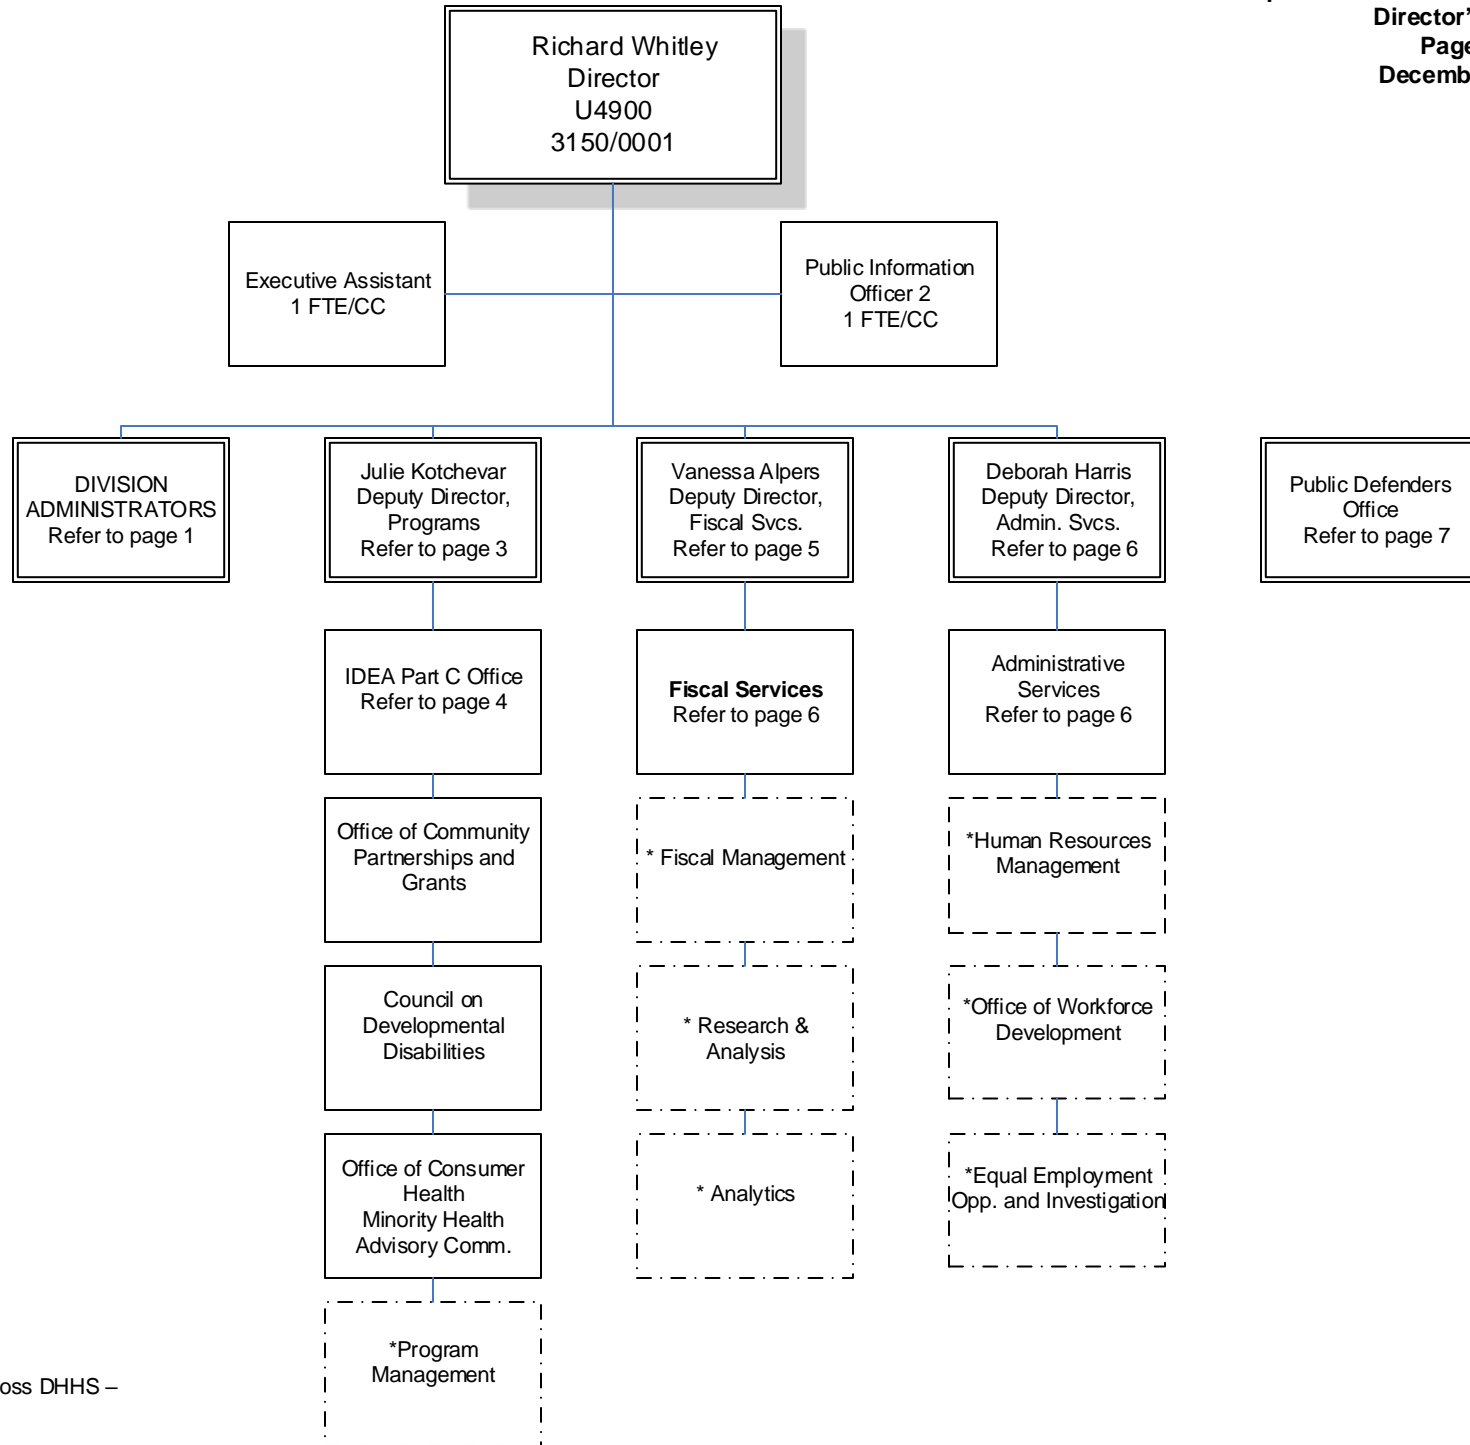 Director’
Page
Decemb
Richard Whitley
Director
U4900
3150/0001
Executive Assistant
1 FTE/CC
Public Information
Officer 2
1 FTE/CC
DIVISION
ADMINISTRATORS
Refer to page 1
Julie Kotchevar
Deputy Director,
Programs
Refer to page 3
Vanessa Alpers
Deputy Director,
Fiscal Svcs.
Refer to page 5
Deborah Harris
Deputy Director,
Admin. Svcs.
Refer to page 6
Public Defenders
Office
Refer to page 7
IDEA Part C Office
Refer to page 4
Fiscal Services
Refer to page 6
Administrative
Services
Refer to page 6
Office of Community
Partnerships and
Grants
* Fiscal Management
*Human Resources
Management
Council on
Developmental
Disabilities
* Research &
Analysis
*Office of Workforce
Development
Office of Consumer
Health
Minority Health
Advisory Comm.
* Analytics
*Equal Employment
Opp. and Investigation
*Program
Management
oss DHHS –